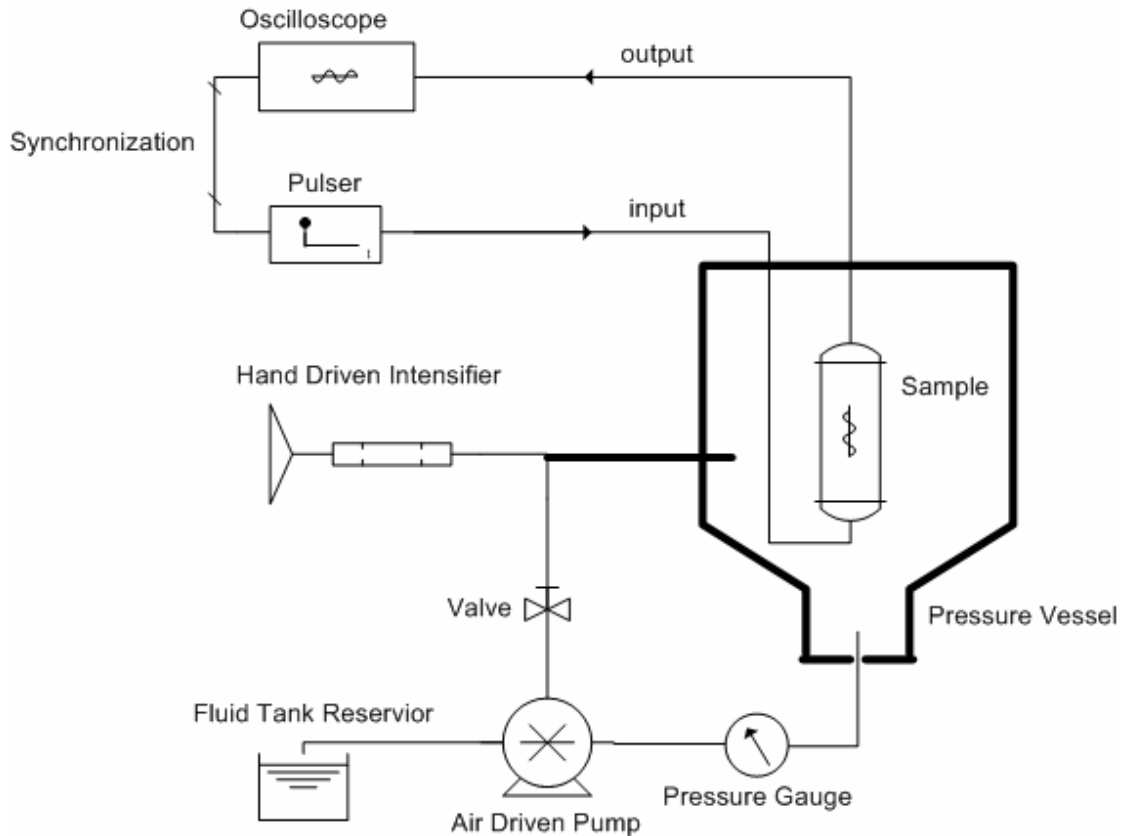 Oscilloscope
output
Synchronization
Pulser
input
t
Hand Driven Intensifier
Sample
Valve
Pressure Vessel
Fluid Tank Reservior
Pressure Gauge
Air Driven Pump